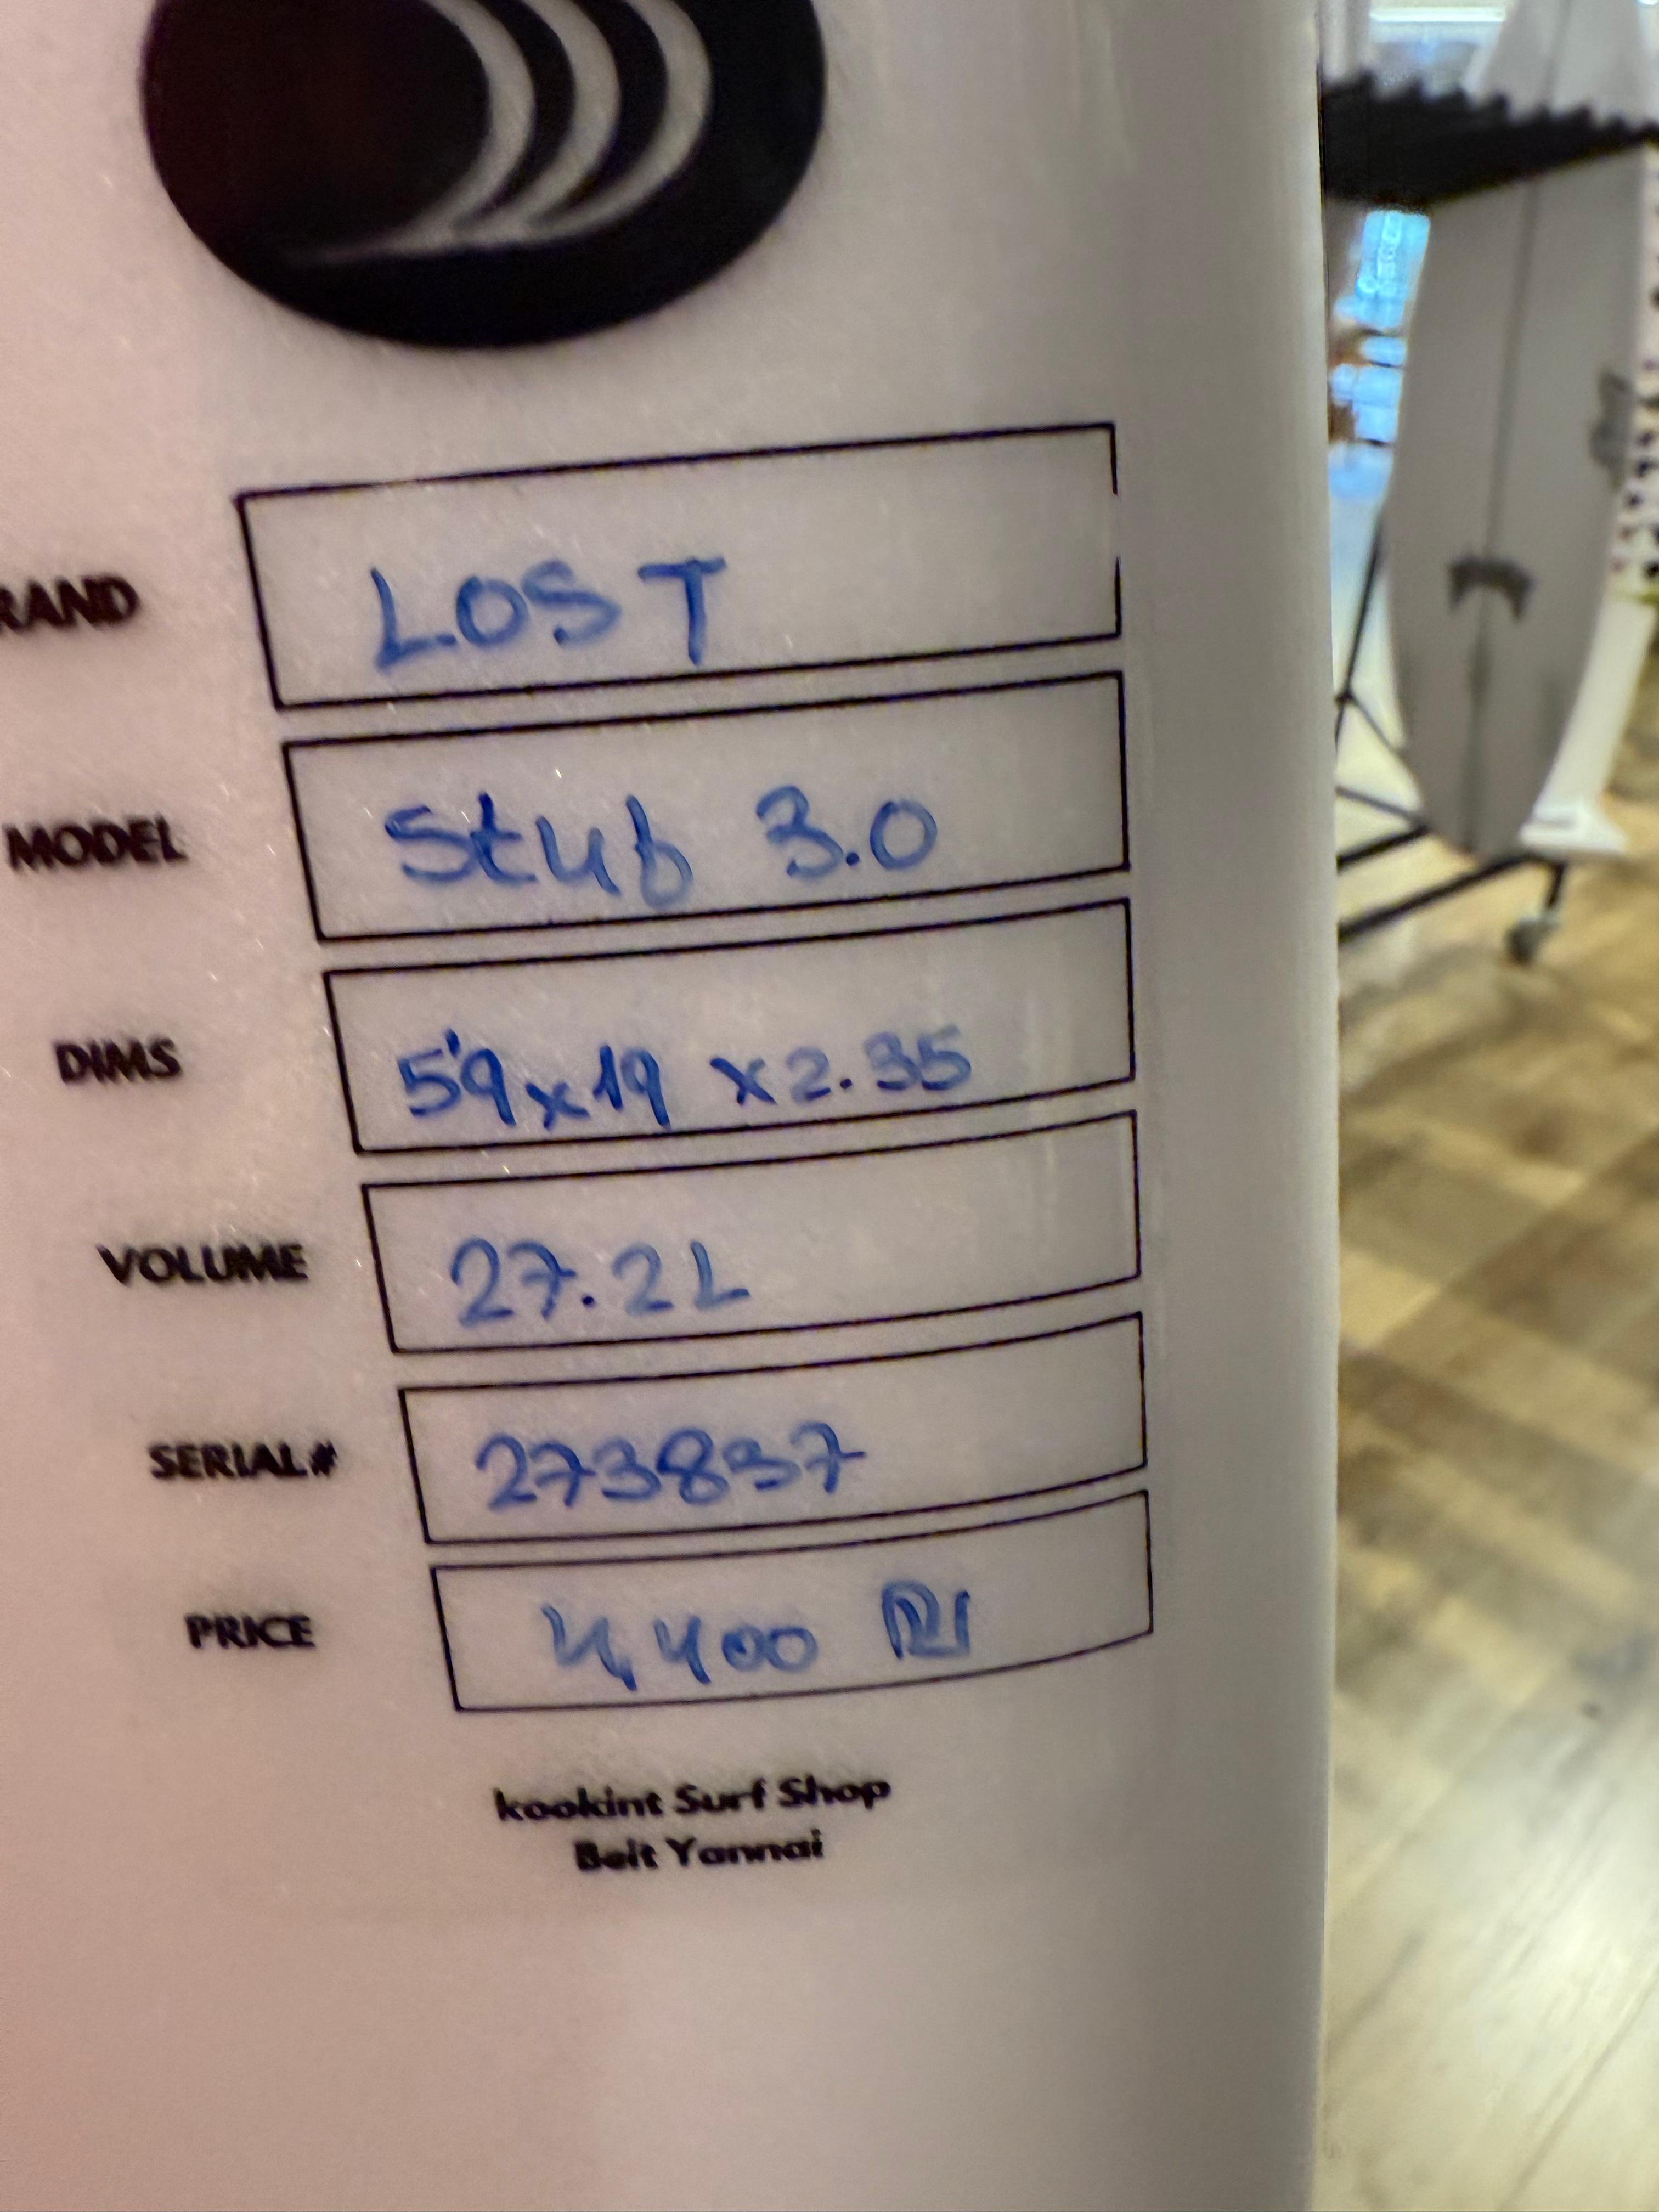 RAND LOST
MODEL Stub 3.0
DIMS 5'9x19 x2.35
VOLUME 27.2L
SERIAL# 273837
PRICE 4,400 ₪
kookint Surf Shop
Beit Yannai